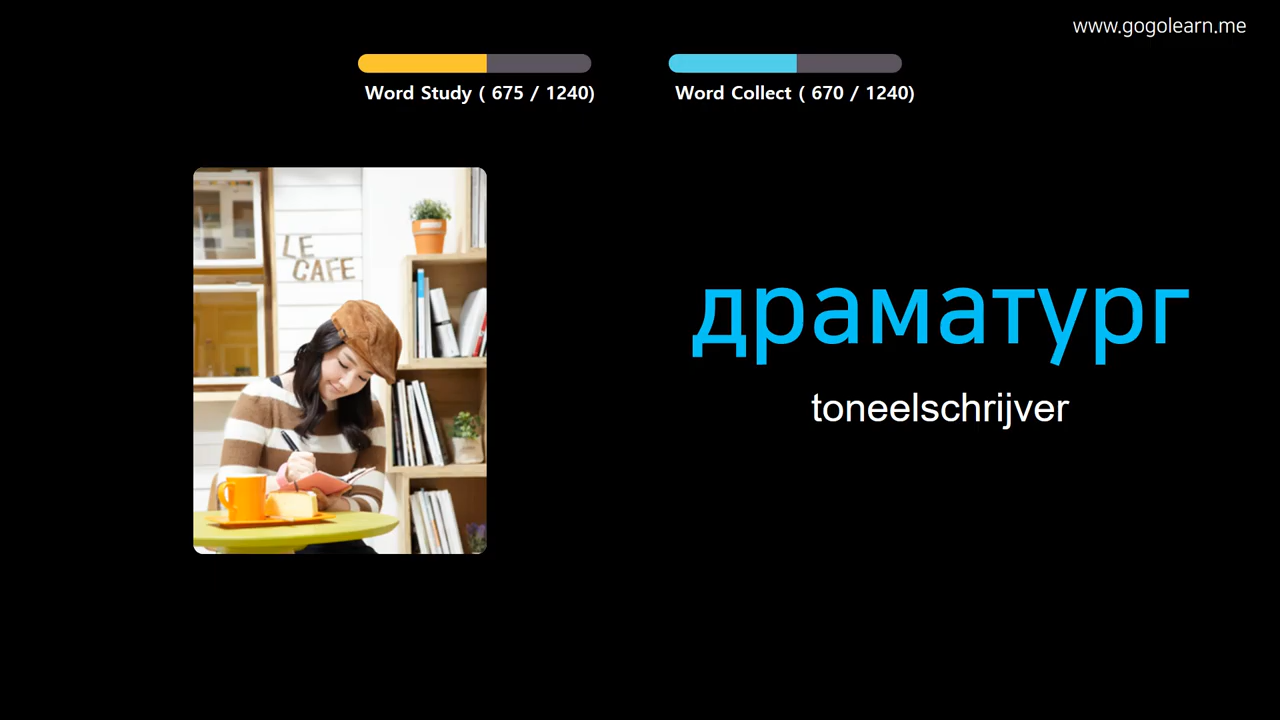 www.gogolearn.me
Word Study ( 675 / 1240)
Word Collect ( 670 / 1240)
LE
CAFE
драматург
toneelschrijver